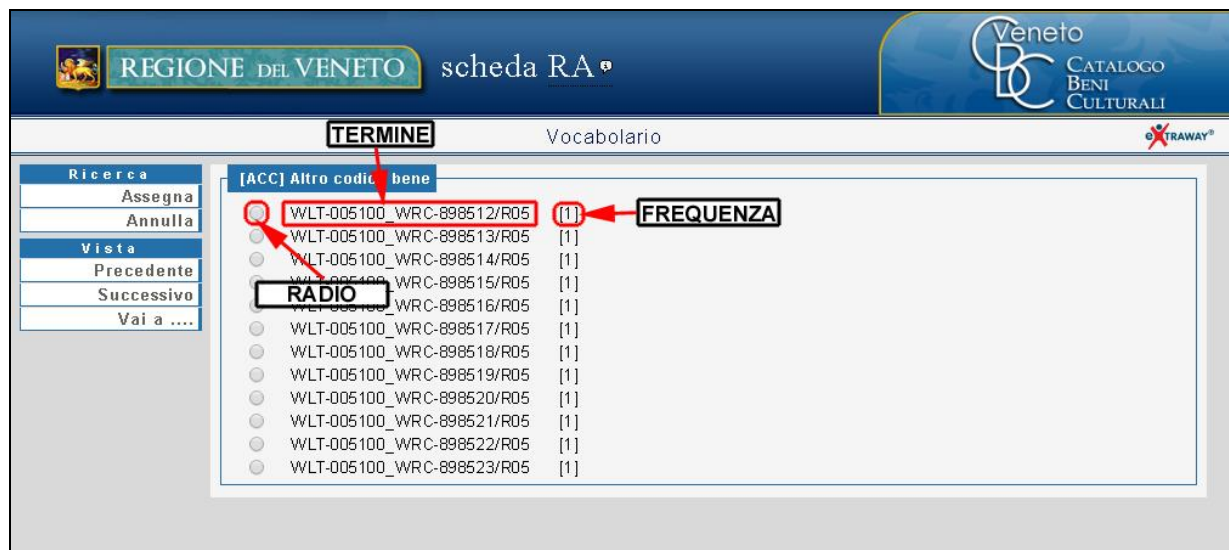 REGIONE DEL VENETO
scheda RA
Veneto
CATALOGO
BENI
CULTURALI
TERMINE
Vocabolario
eXTRAWAY®
Ricerca
Assegna
Annulla
Vista
Precedente
Successivo
Vai a ....
[ACC] Altro codice bene
WLT-005100_WRC-898512/R05 [1] FREQUENZA
WLT-005100_WRC-898513/R05 [1]
WLT-005100_WRC-898514/R05 [1]
WLT-005100_WRC-898515/R05 [1]
RADIO
WLT-005100_WRC-898516/R05 [1]
WLT-005100_WRC-898517/R05 [1]
WLT-005100_WRC-898518/R05 [1]
WLT-005100_WRC-898519/R05 [1]
WLT-005100_WRC-898520/R05 [1]
WLT-005100_WRC-898521/R05 [1]
WLT-005100_WRC-898522/R05 [1]
WLT-005100_WRC-898523/R05 [1]